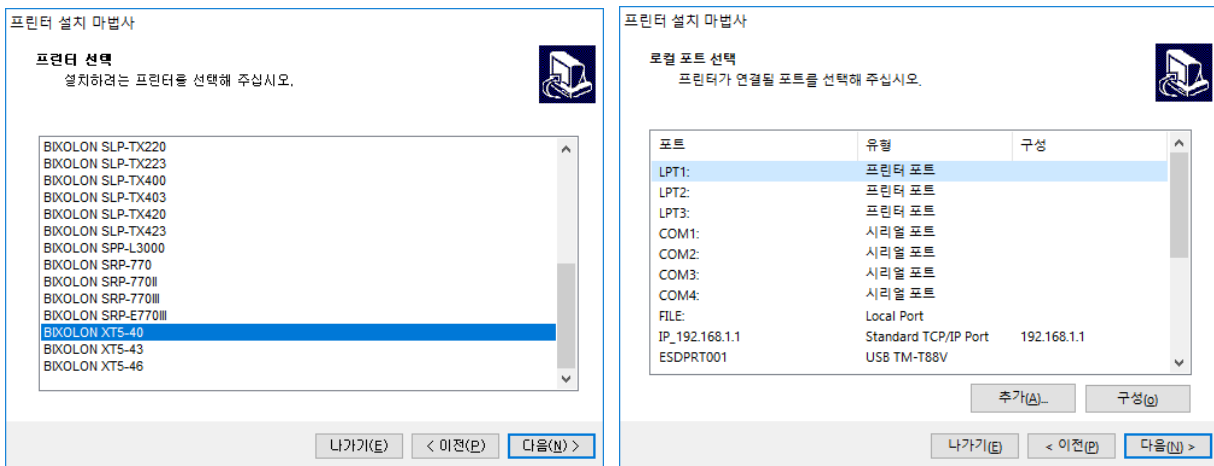 프린터 설치 마법사
프린터 선택
설치하려는 프린터를 선택해 주십시오.
BIXOLON SLP-TX220
BIXOLON SLP-TX223
BIXOLON SLP-TX400
BIXOLON SLP-TX403
BIXOLON SLP-TX420
BIXOLON SLP-TX423
BIXOLON SPP-L3000
BIXOLON SRP-770
BIXOLON SRP-770Ⅱ
BIXOLON SRP-770Ⅲ
BIXOLON SRP-E770Ⅲ
BIXOLON XT5-40
BIXOLON XT5-43
BIXOLON XT5-46
나가기(E) < 이전(P) 다음(N) >
프린터 설치 마법사
로컬 포트 선택
프린터가 연결될 포트를 선택해 주십시오.
포트 유형 구성
LPT1: 프린터 포트
LPT2: 프린터 포트
LPT3: 프린터 포트
COM1: 시리얼 포트
COM2: 시리얼 포트
COM3: 시리얼 포트
COM4: 시리얼 포트
FILE: Local Port
IP_192.168.1.1 Standard TCP/IP Port 192.168.1.1
ESDPRT001 USB TM-T88V
추가(A)... 구성(o)
나가기(E) < 이전(P) 다음(N) >